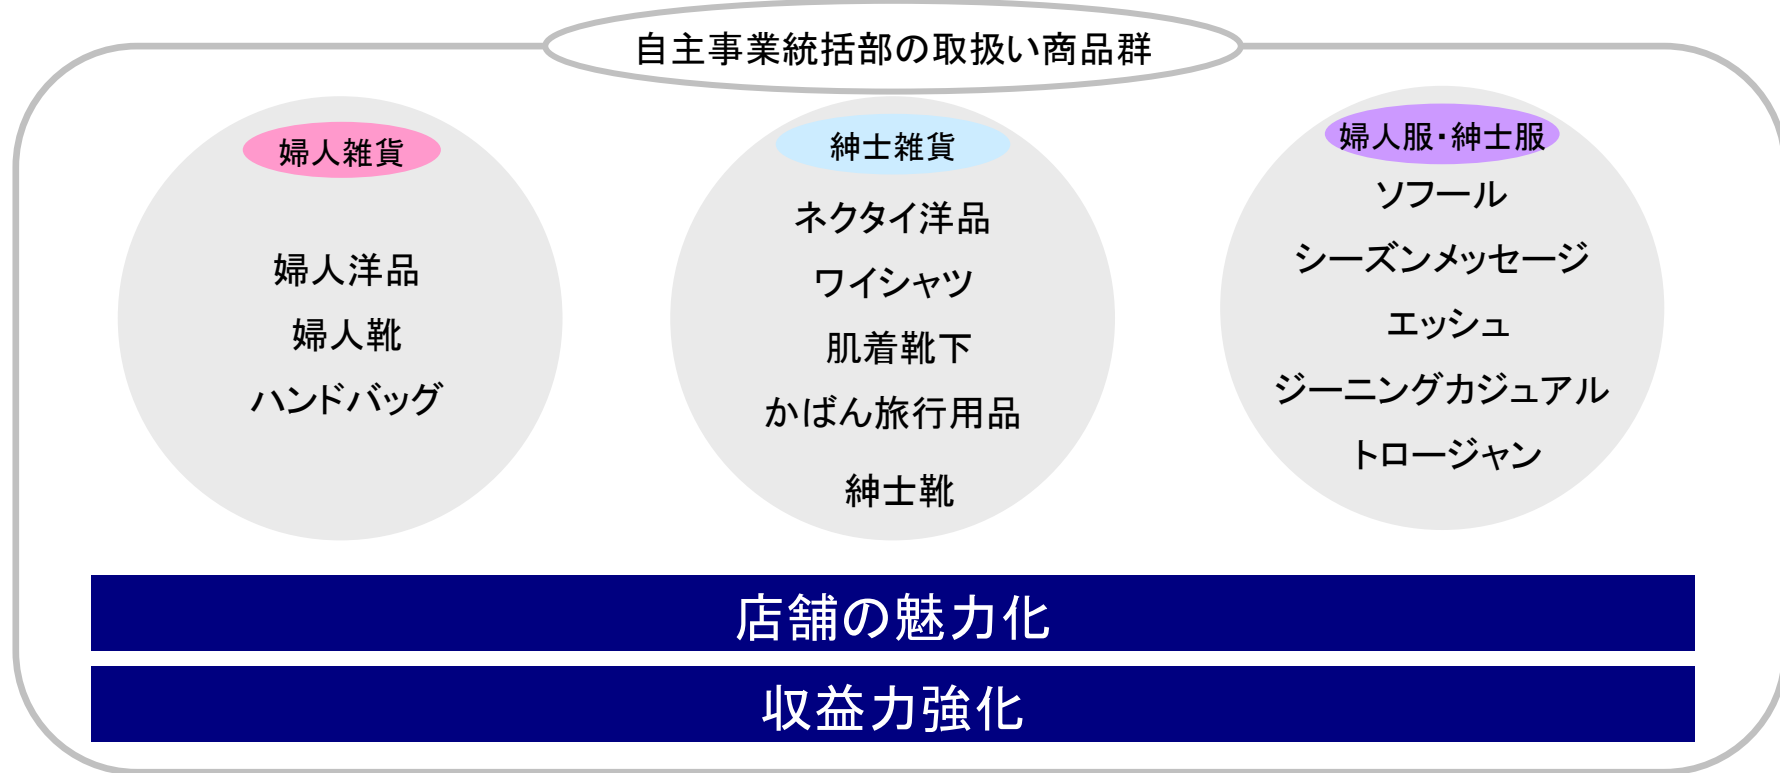 自主事業統括部の取扱い商品群
婦人雑貨
婦人洋品
婦人靴
ハンドバッグ
紳士雑貨
ネクタイ洋品
ワイシャツ
肌着靴下
かばん旅行用品
紳士靴
婦人服・紳士服
ソフール
シーズンメッセージ
エッシュ
ジーニングカジュアル
トロージャン
店舗の魅力化
収益力強化